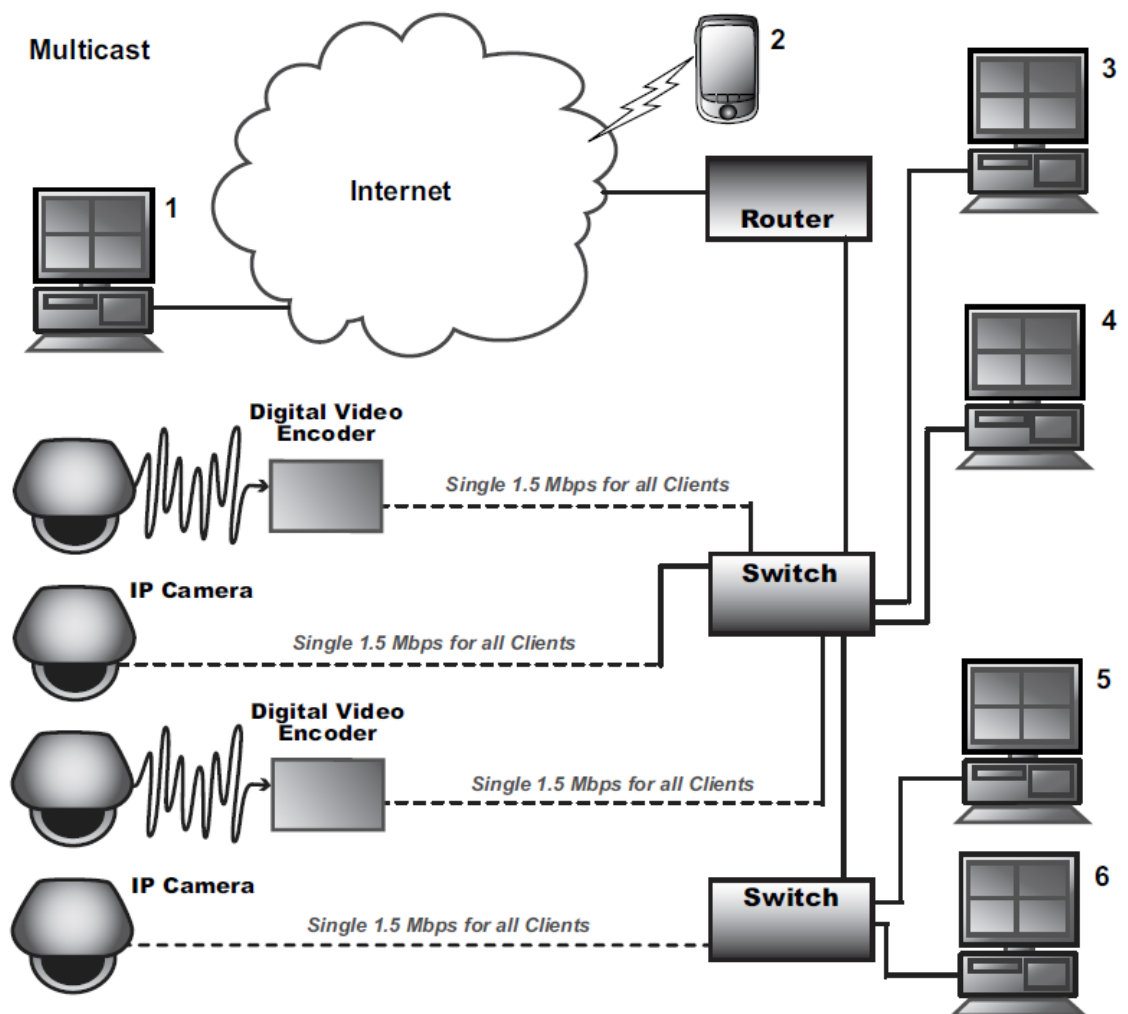 Multicast
2
3
Internet
1
Router
4
Digital Video
Encoder
Single 1.5 Mbps for all Clients
Switch
IP Camera
Single 1.5 Mbps for all Clients
5
Digital Video
Encoder
Single 1.5 Mbps for all Clients
IP Camera
6
Switch
Single 1.5 Mbps for all Clients